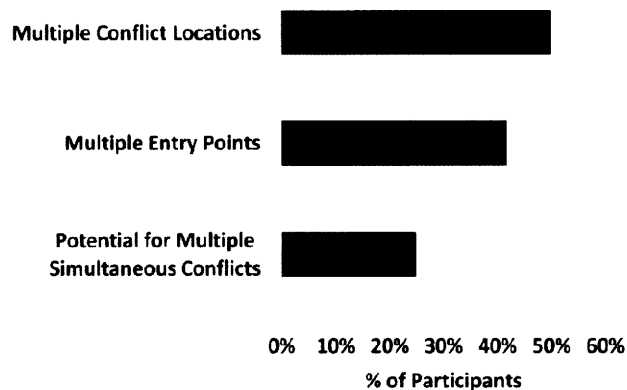 Multiple Conflict Locations
Multiple Entry Points
Potential for Multiple
Simultaneous Conflicts
0% 10% 20% 30% 40% 50% 60%
% of Participants